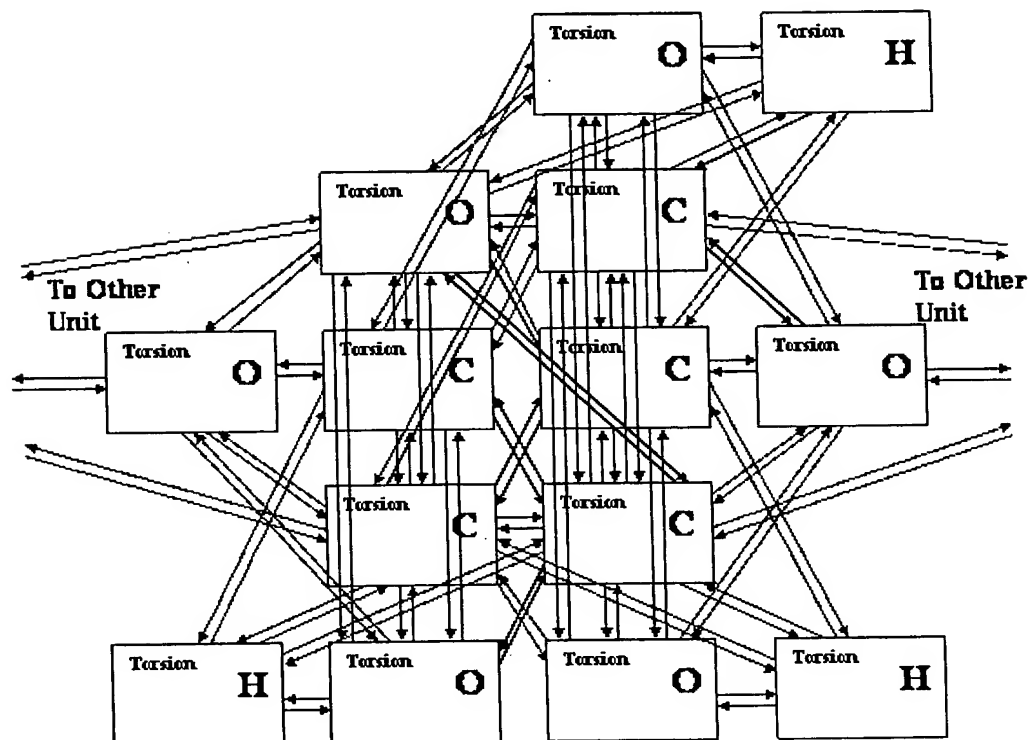 Torsion O Torsion H
Torsion O Torsion C
To Other
Unit
To Other
Unit
Torsion O Torsion C Torsion C Torsion O
Torsion C Torsion C
Torsion H Torsion O Torsion O Torsion H